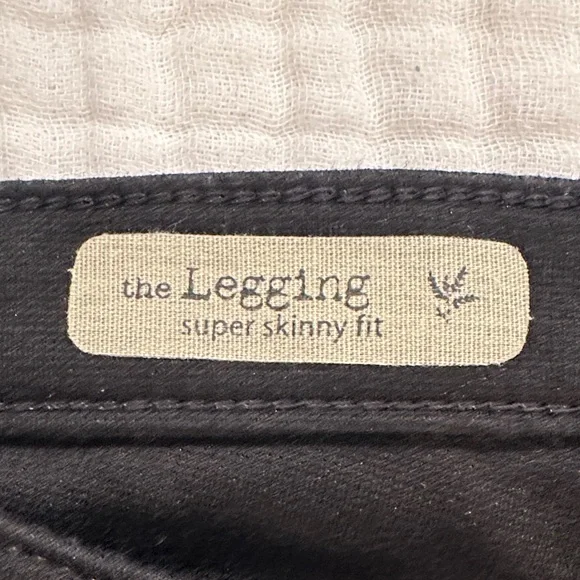 the Legging
super skinny fit